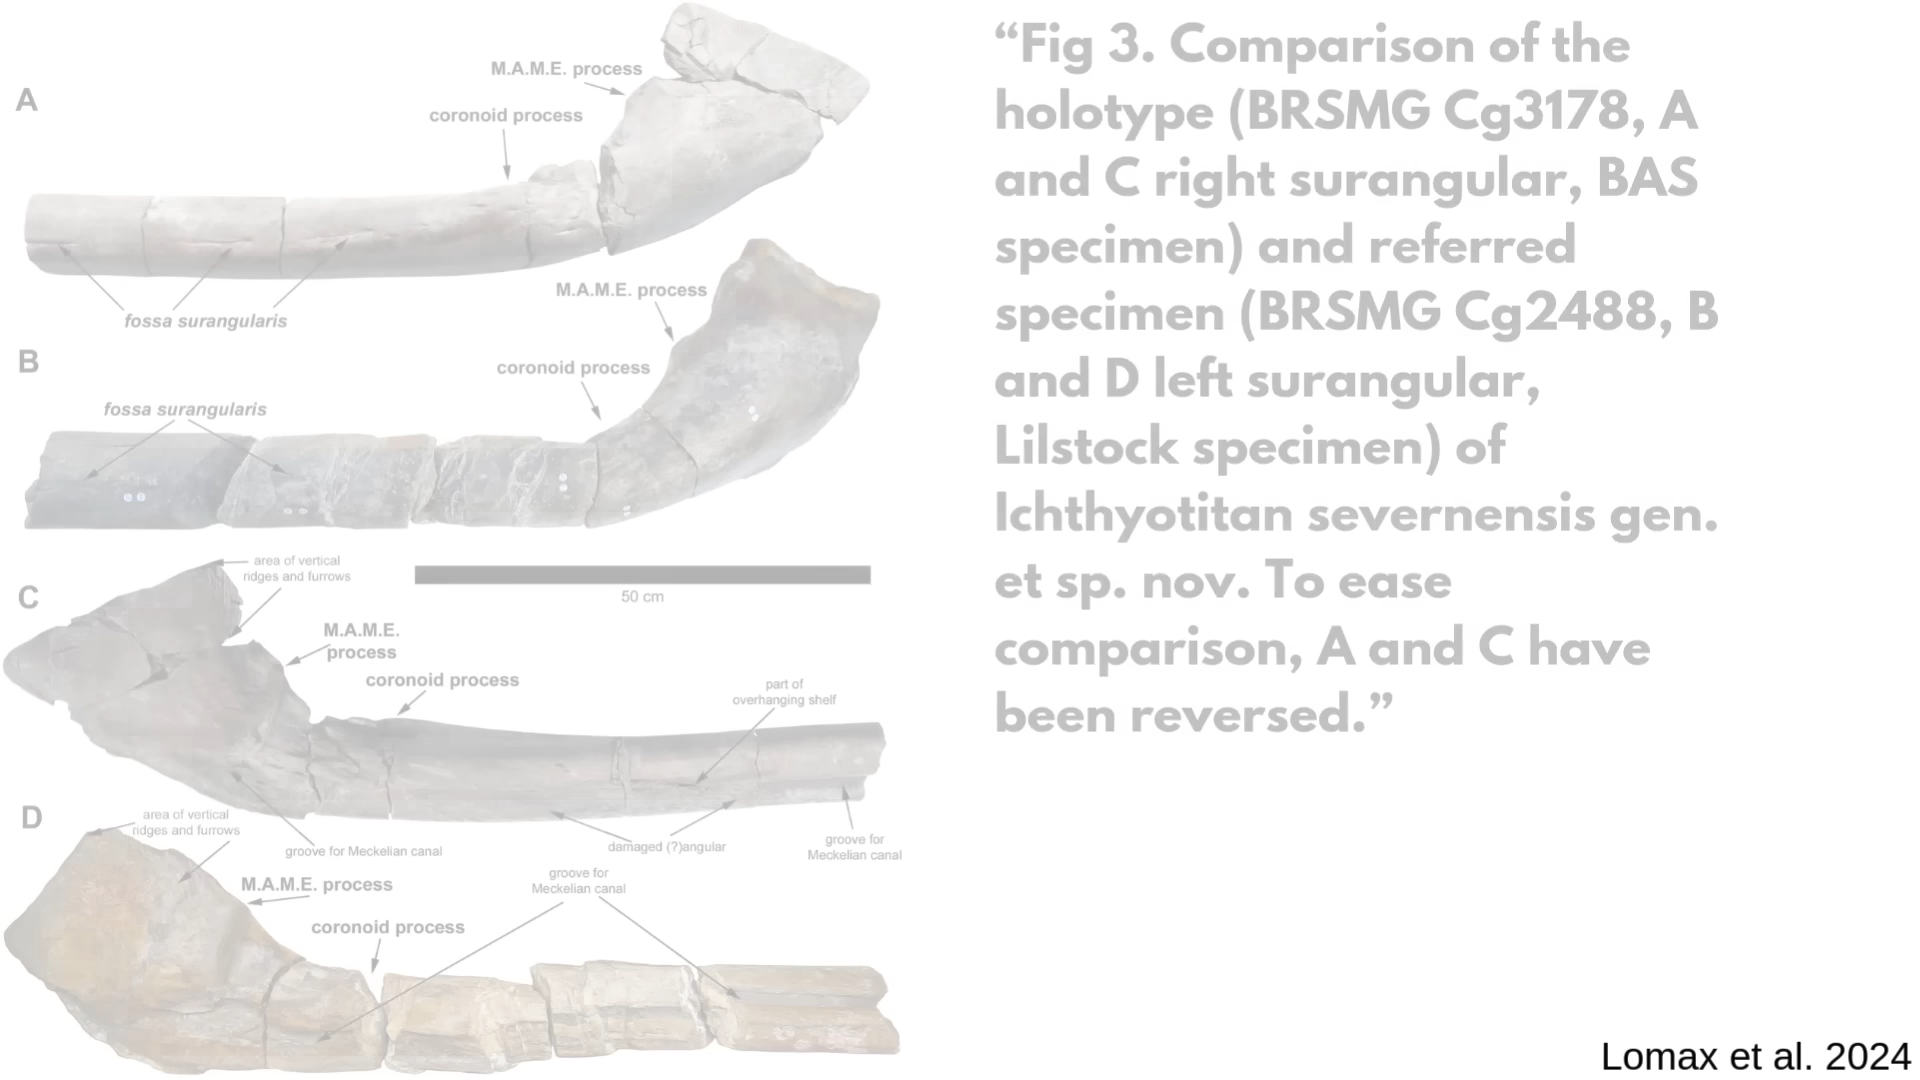 A
M.A.M.E. process
coronoid process
fossa surangularis
B
M.A.M.E. process
coronoid process
fossa surangularis
C
area of vertical
ridges and furrows
50 cm
M.A.M.E.
process
coronoid process
part of
overhanging shelf
groove for Meckelian canal
damaged (?)angular
groove for
Meckelian canal
D
area of vertical
ridges and furrows
M.A.M.E. process
coronoid process
groove for
Meckelian canal
“Fig 3. Comparison of the
holotype (BRSMG Cg3178, A
and C right surangular, BAS
specimen) and referred
specimen (BRSMG Cg2488, B
and D left surangular,
Lilstock specimen) of
Ichthyotitan severnensis gen.
et sp. nov. To ease
comparison, A and C have
been reversed.”
Lomax et al. 2024